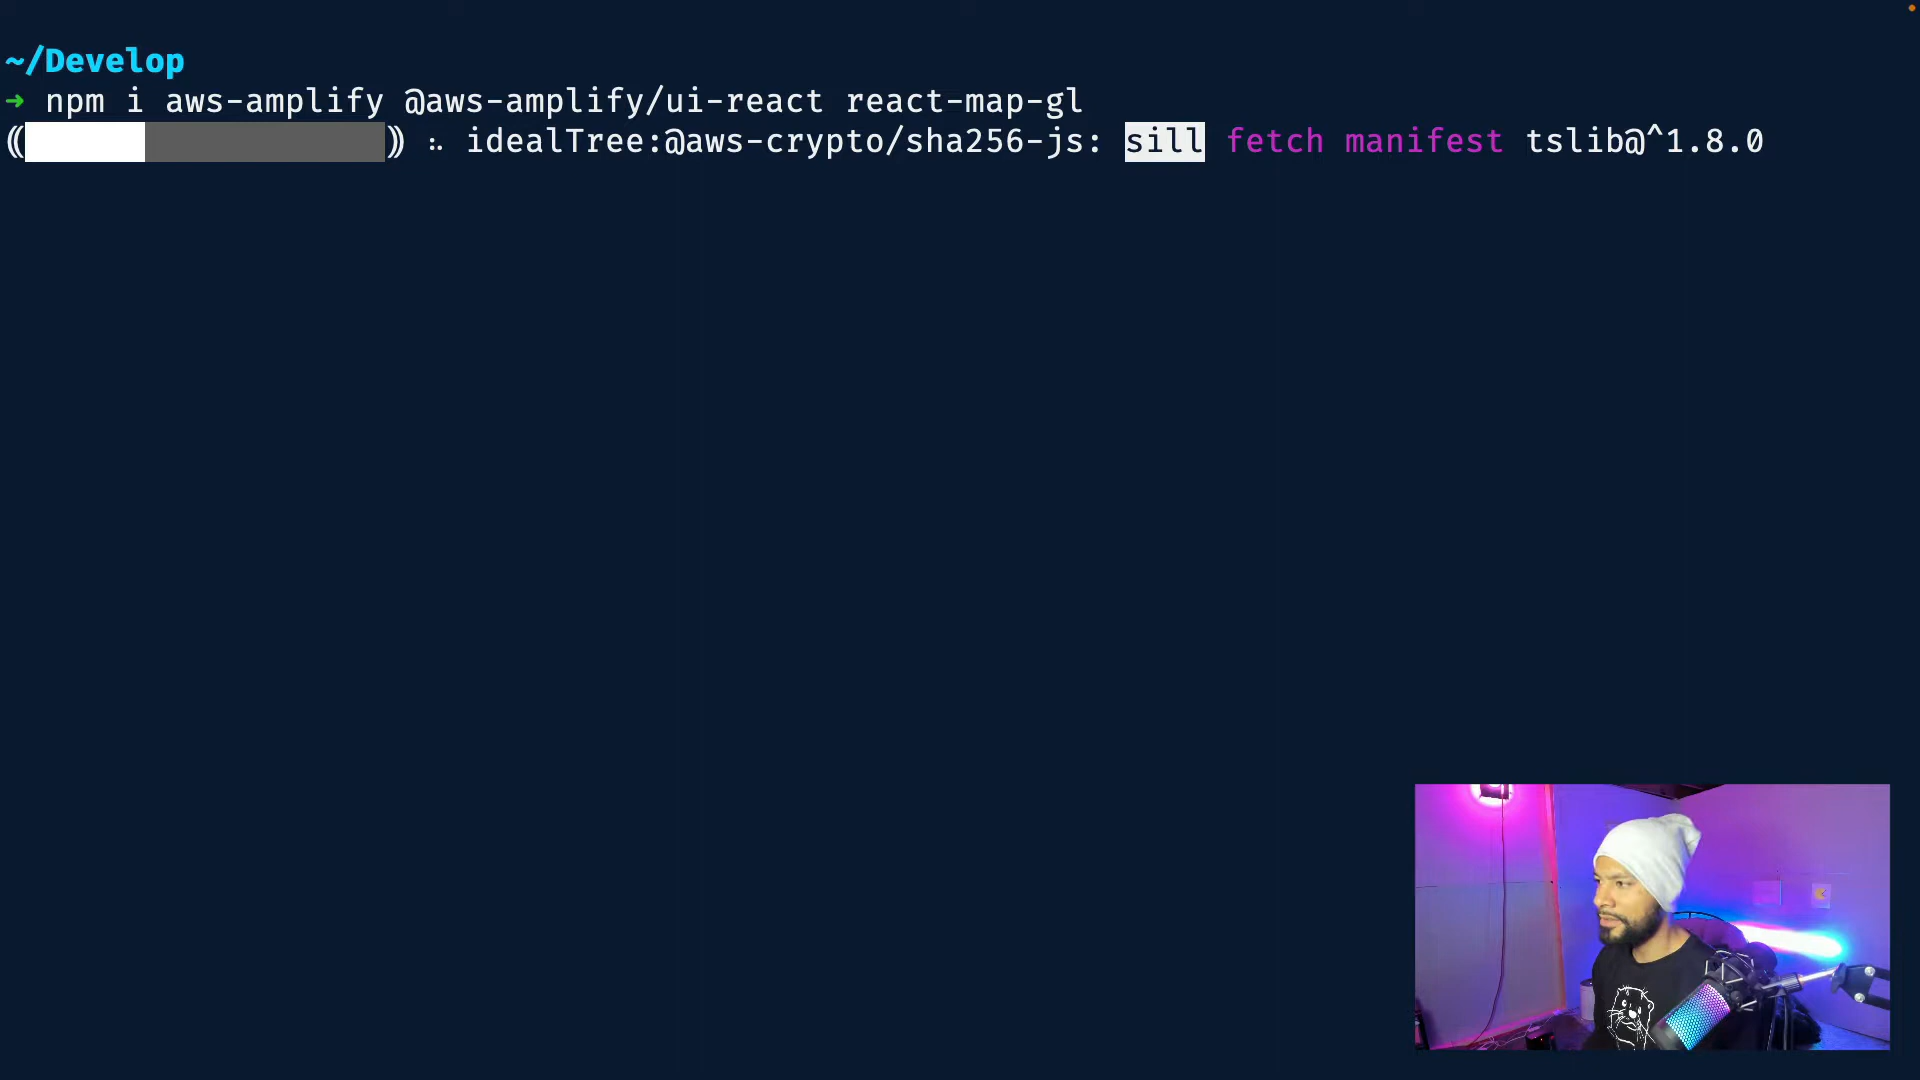 ~/Develop
➜ npm i aws-amplify @aws-amplify/ui-react react-map-gl
(( )) ⠦ idealTree:@aws-crypto/sha256-js: sill fetch manifest tslib@^1.8.0